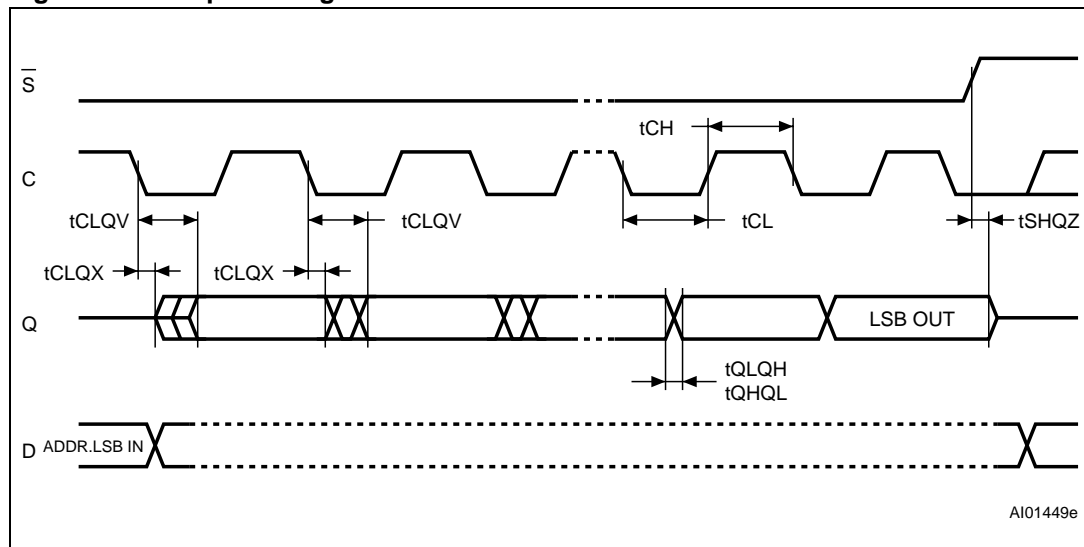 S
tCH
C
tCLQV
tCLQV
tCL
tSHQZ
tCLQX
tCLQX
Q
LSB OUT
tQLQH
tQHQL
D
ADDR.LSB IN
AI01449e